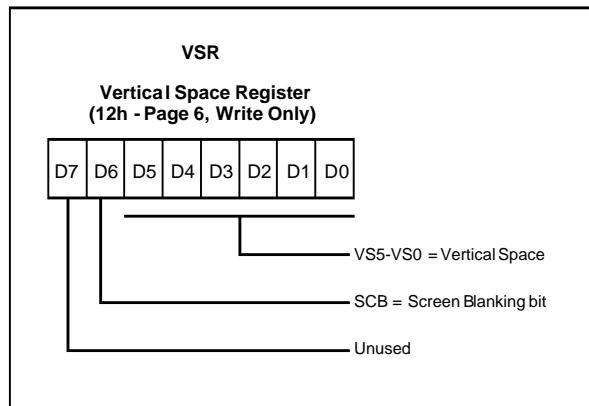 VSR
Vertical Space Register
(12h - Page 6, Write Only)
D7 D6 D5 D4 D3 D2 D1 D0
VS5-VS0 = Vertical Space
SCB = Screen Blanking bit
Unused